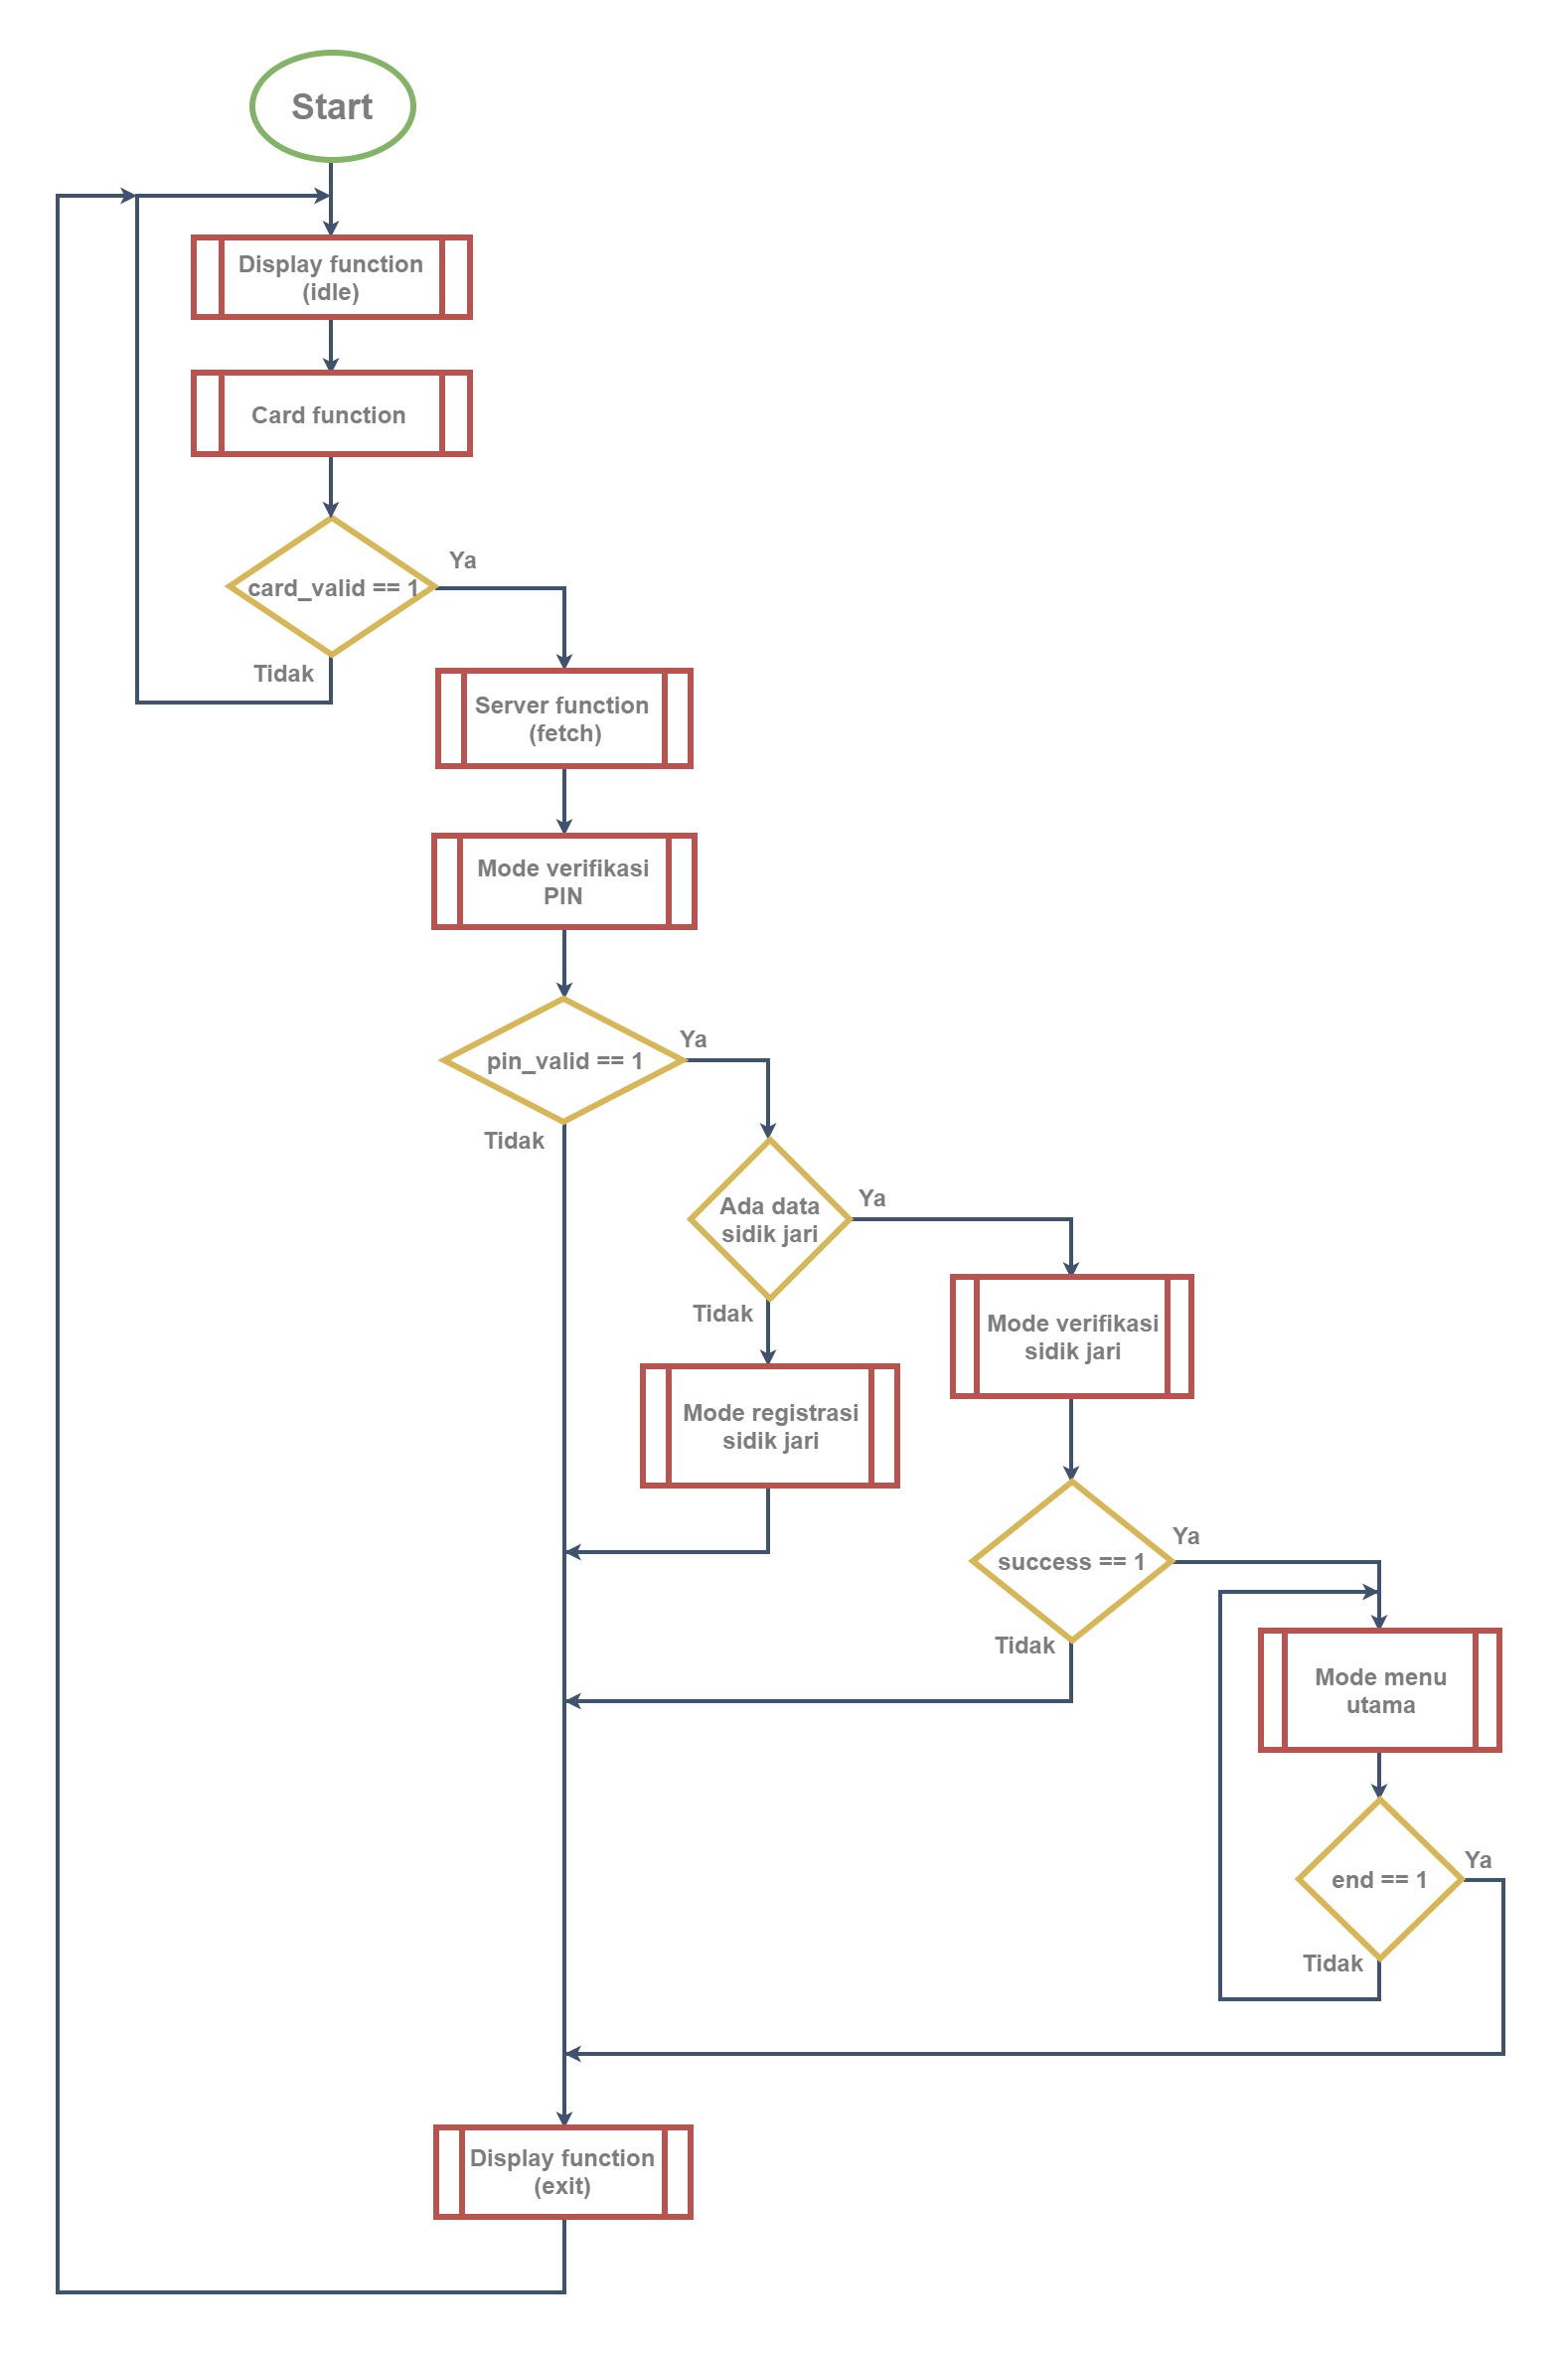 Start
Display function
(idle)
Card function
card_valid == 1
Ya
Tidak
Server function
(fetch)
Mode verifikasi
PIN
pin_valid == 1
Ya
Tidak
Ada data
sidik jari
Ya
Tidak
Mode verifikasi
sidik jari
Mode registrasi
sidik jari
success == 1
Ya
Tidak
Mode menu
utama
end == 1
Ya
Tidak
Display function
(exit)